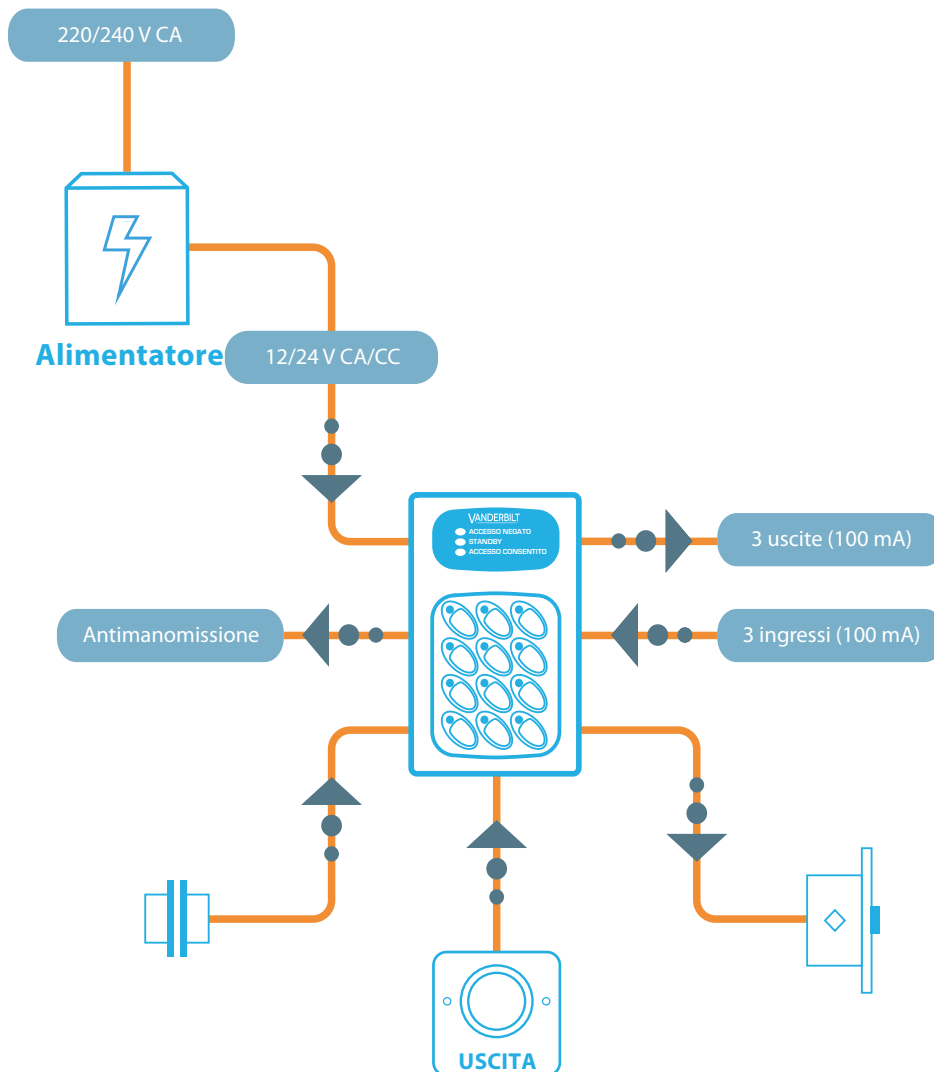 220/240 V CA
Alimentatore
12/24 V CA/CC
VANDERBILT
ACCESSO NEGATO
STANDBY
ACCESSO CONSENTITO
3 uscite (100 mA)
Antimanomissione
3 ingressi (100 mA)
USCITA